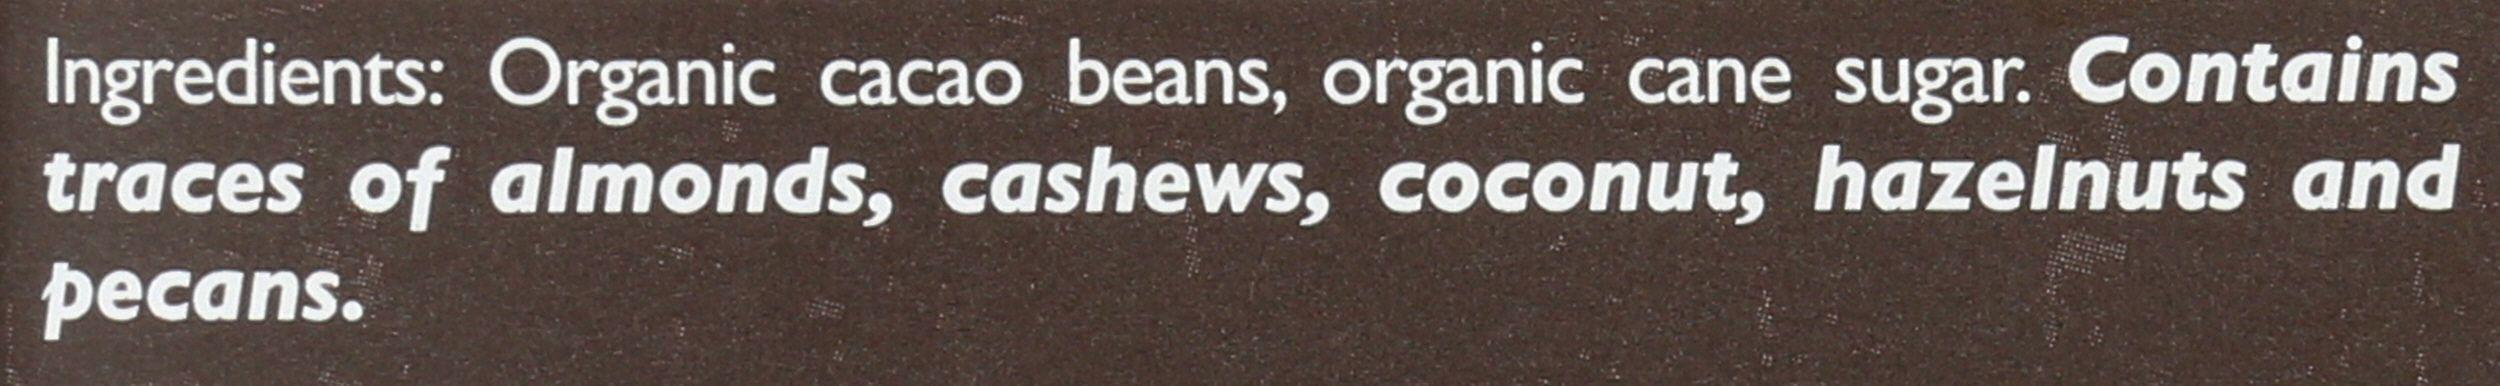 Ingredients: Organic cacao beans, organic cane sugar. Contains
traces of almonds, cashews, coconut, hazelnuts and
pecans.